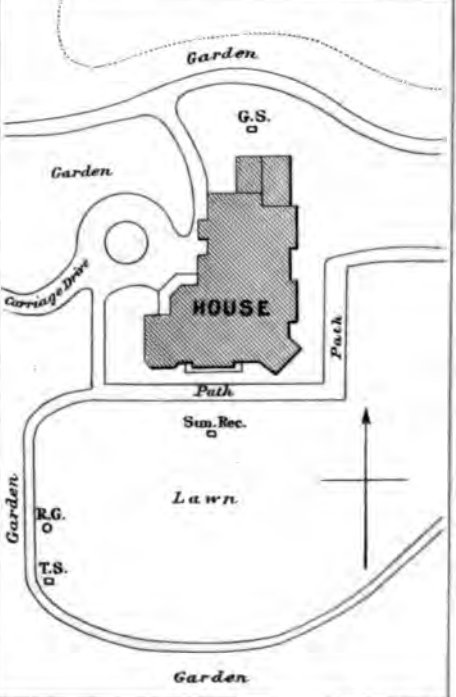 Garden
G.S.
Garden
Carriage Drive
HOUSE
Path
Path
Sun. Rec.
Lawn
Garden
R.G.
T.S.
Garden